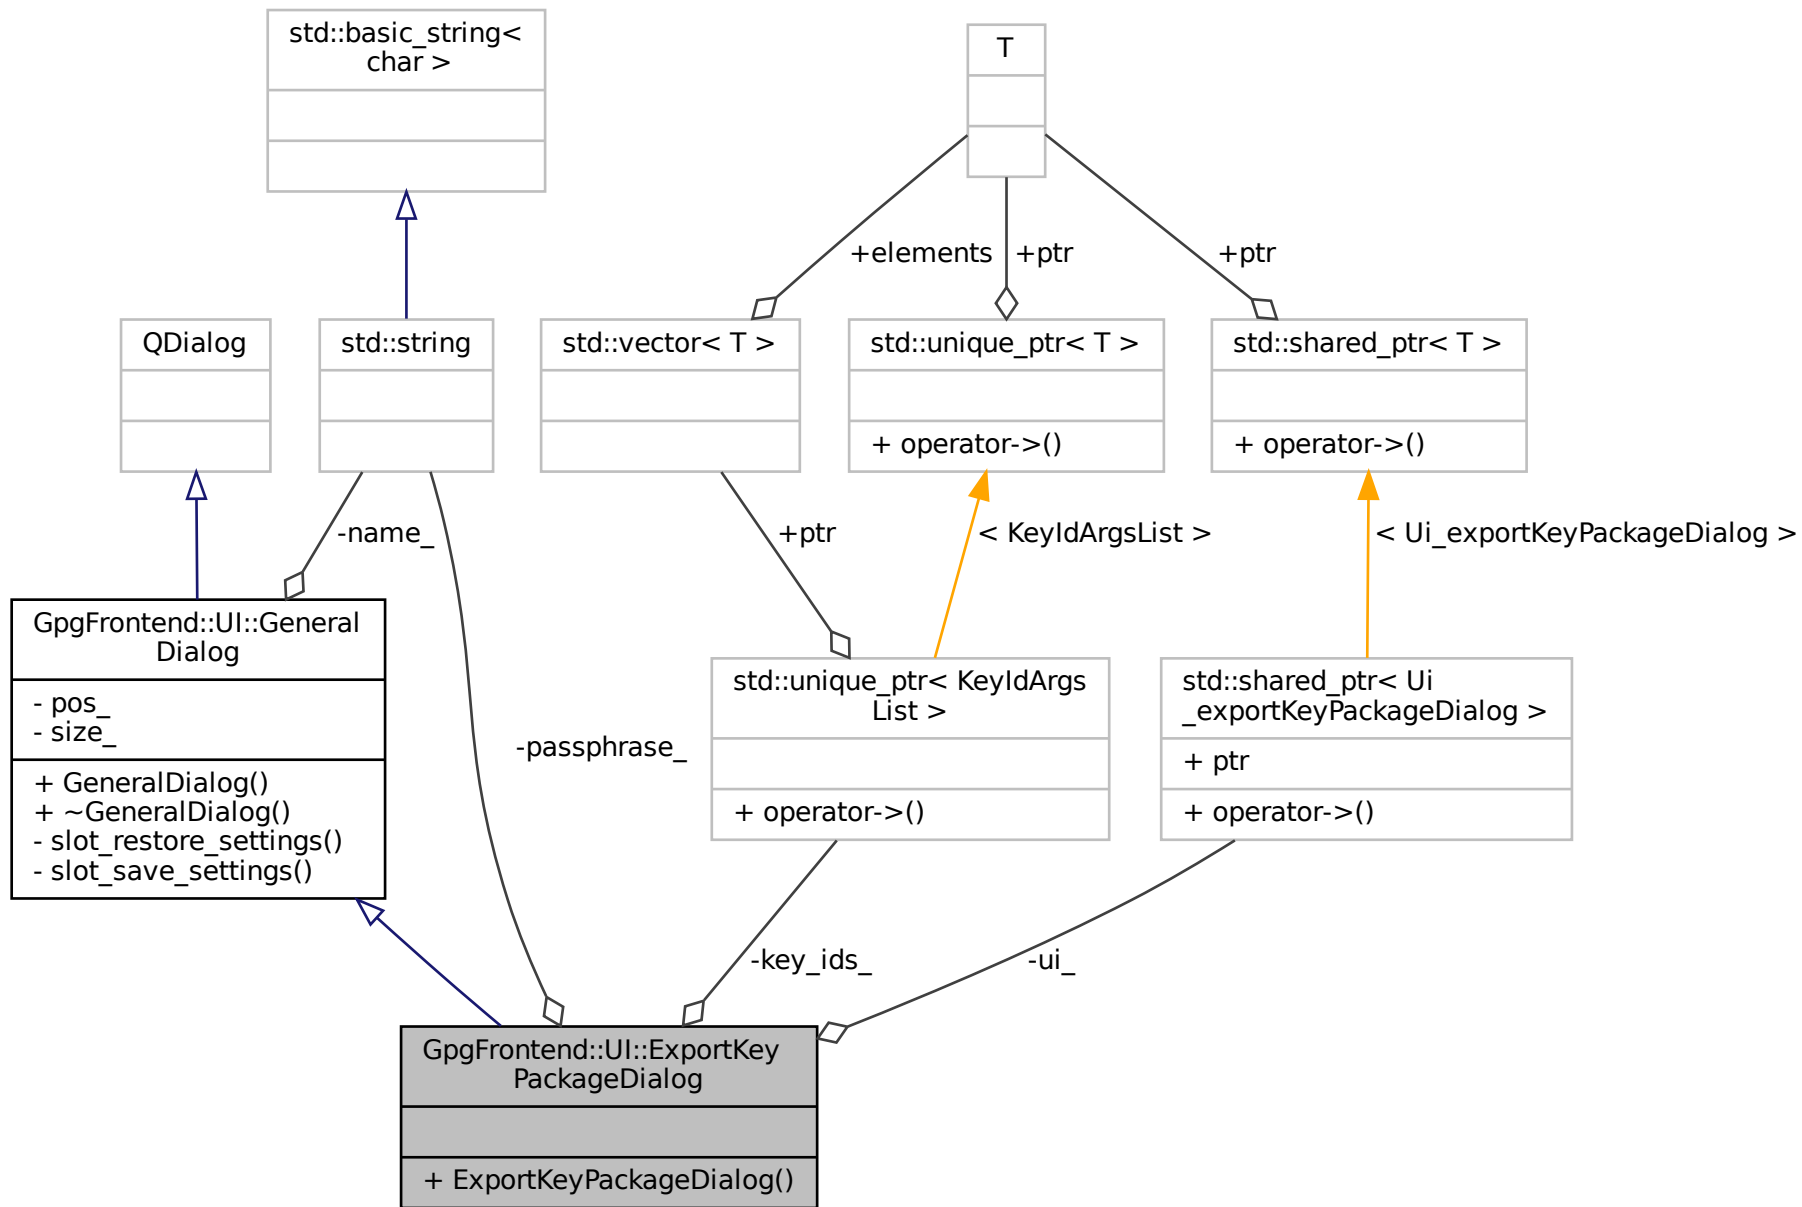 std::basic_string<
char >
T
+elements
+ptr
+ptr
QDialog
std::string
std::vector< T >
std::unique_ptr< T >
+ operator->()
std::shared_ptr< T >
+ operator->()
-name_
+ptr
< KeyIdArgsList >
< Ui_exportKeyPackageDialog >
GpgFrontend::UI::General
Dialog
- pos_
- size_
+ GeneralDialog()
+ ~GeneralDialog()
- slot_restore_settings()
- slot_save_settings()
-passphrase_
std::unique_ptr< KeyIdArgs
List >
+ operator->()
std::shared_ptr< Ui
_exportKeyPackageDialog >
+ ptr
+ operator->()
-key_ids_
-ui_
GpgFrontend::UI::ExportKey
PackageDialog
+ ExportKeyPackageDialog()